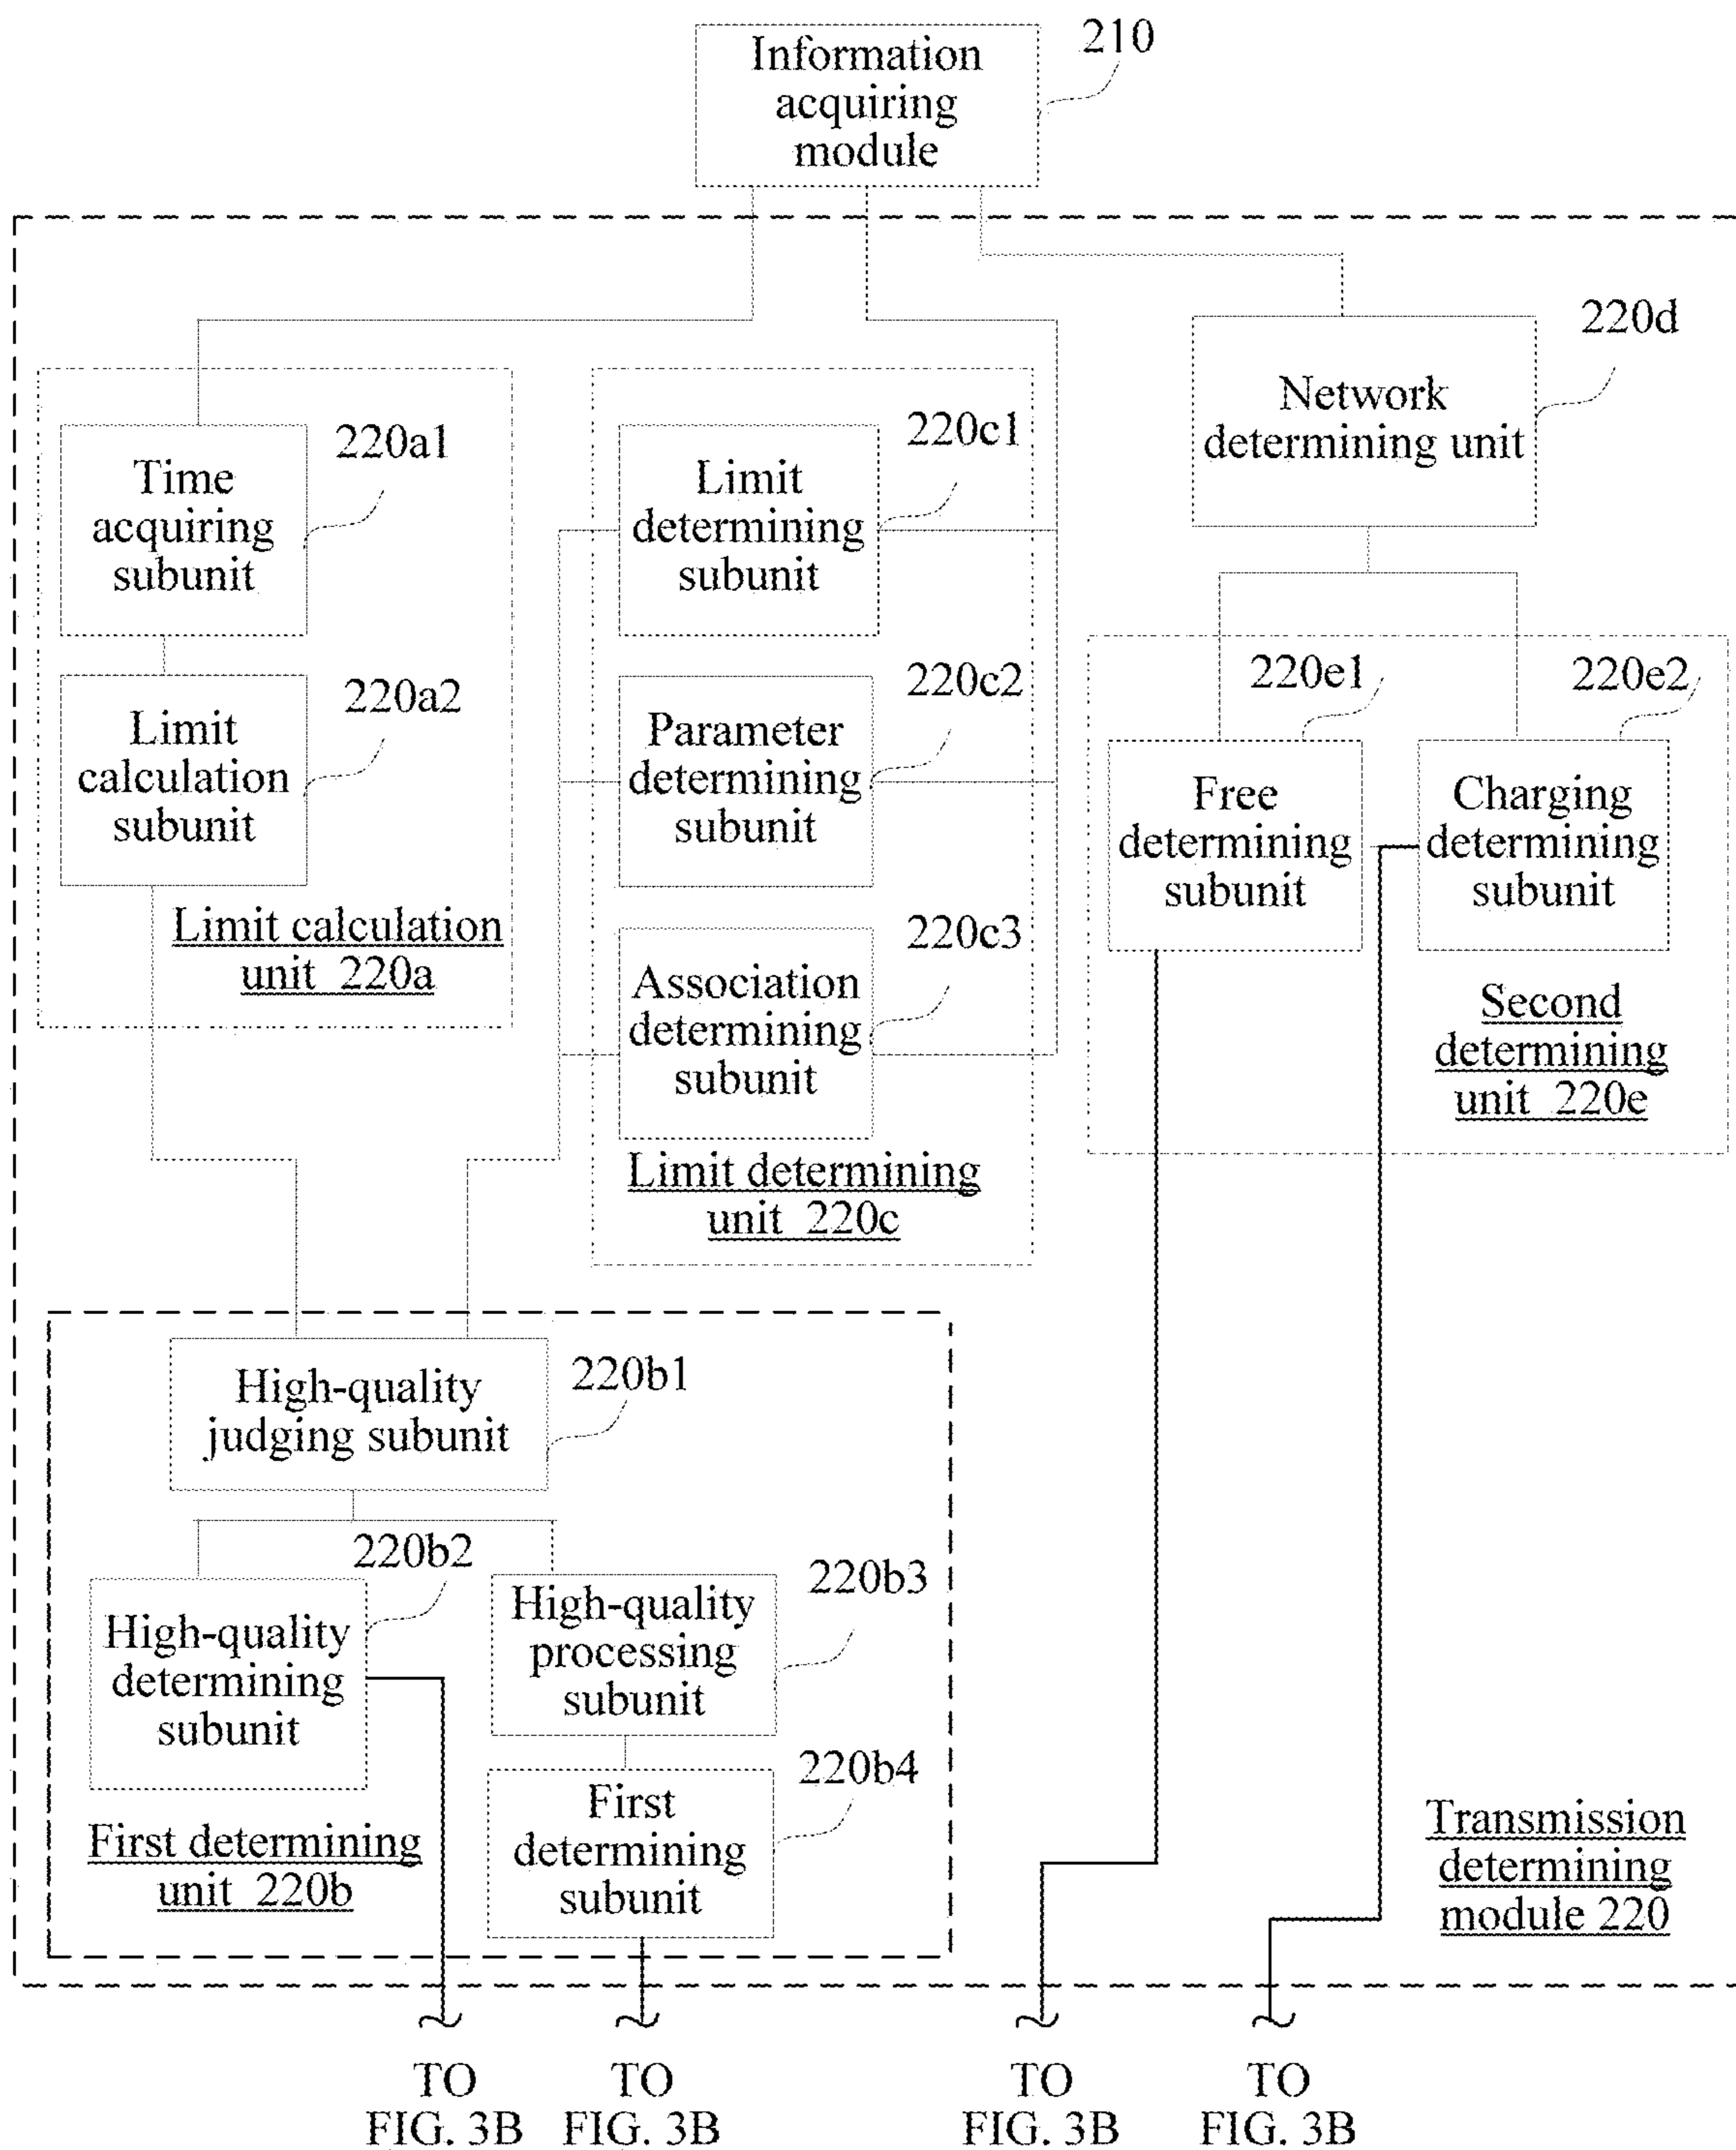 Information
acquiring
module
210
220d
Network
determining unit
220a1
Time
acquiring
subunit
220c1
Limit
determining
subunit
220a2
Limit
calculation
subunit
220c2
Parameter
determining
subunit
220e1
Free
determining
subunit
220e2
Charging
determining
subunit
Limit calculation
unit 220a
220c3
Association
determining
subunit
Second
determining
unit 220e
Limit determining
unit 220c
High-quality
judging subunit
220b1
220b2
High-quality
determining
subunit
220b3
High-quality
processing
subunit
220b4
First
determining
subunit
First determining
unit 220b
Transmission
determining
module 220
TO
FIG. 3B
TO
FIG. 3B
TO
FIG. 3B
TO
FIG. 3B